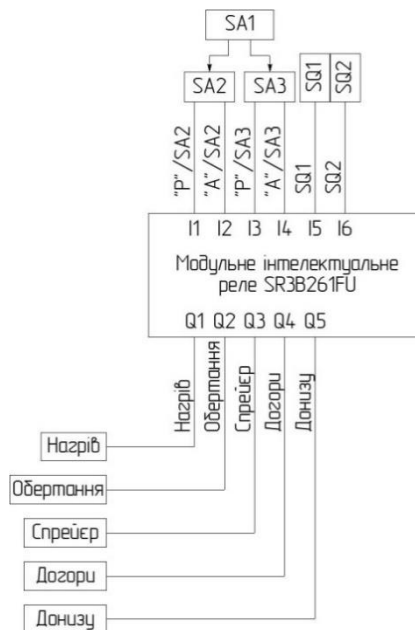 SA1
SA2
SA3
SQ1
SQ2
"Р"/SA2
"А"/SA2
"Р"/SA3
"А"/SA3
SQ1
SQ2
I1 I2 I3 I4 I5 I6
Модульне інтелектуальне
реле SR3B261FU
Q1 Q2 Q3 Q4 Q5
Нагрів
Обертання
Спрейєр
Догори
Донизу
Нагрів
Обертання
Спрейєр
Догори
Донизу